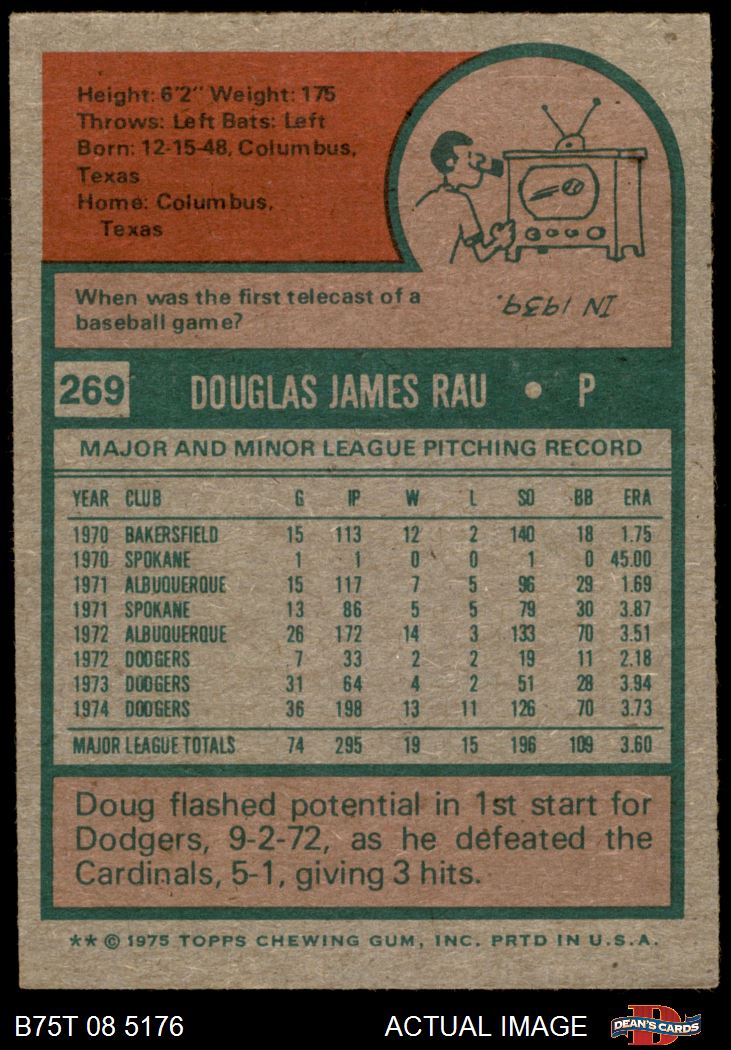 Height: 6'2" Weight: 175
Throws: Left Bats: Left
Born: 12-15-48, Columbus,
Texas
Home: Columbus,
Texas
When was the first telecast of a
baseball game?
IN 1939.
269 DOUGLAS JAMES RAU • P
MAJOR AND MINOR LEAGUE PITCHING RECORD
YEAR CLUB G IP W L SO BB ERA
1970 BAKERSFIELD 15 113 12 2 140 18 1.75
1970 SPOKANE 1 1 0 0 1 0 45.00
1971 ALBUQUERQUE 15 117 7 5 96 29 1.69
1971 SPOKANE 13 86 5 5 79 30 3.87
1972 ALBUQUERQUE 26 172 14 3 133 70 3.51
1972 DODGERS 7 33 2 2 19 11 2.18
1973 DODGERS 31 64 4 2 51 28 3.94
1974 DODGERS 36 198 13 11 126 70 3.73
MAJOR LEAGUE TOTALS 74 295 19 15 196 109 3.60
Doug flashed potential in 1st start for
Dodgers, 9-2-72, as he defeated the
Cardinals, 5-1, giving 3 hits.
** © 1975 TOPPS CHEWING GUM, INC. PRTD IN U.S.A.
B75T 08 5176 ACTUAL IMAGE D DEAN'S CARDS